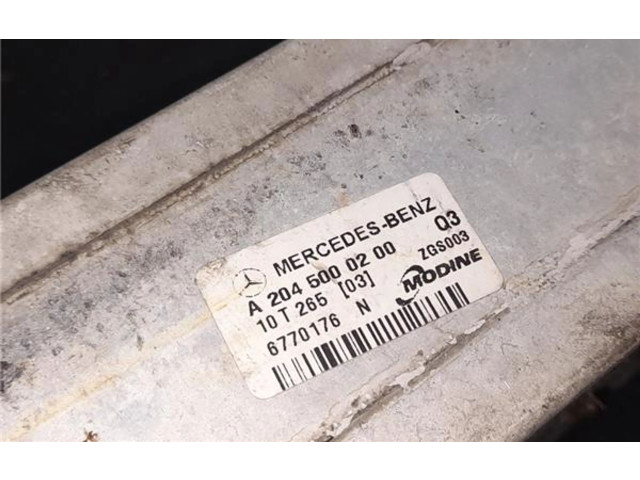 MERCEDES-BENZ
A 204 500 02 00 Q3
10 T 265 [03] ZGS003
6770176 N MODINE